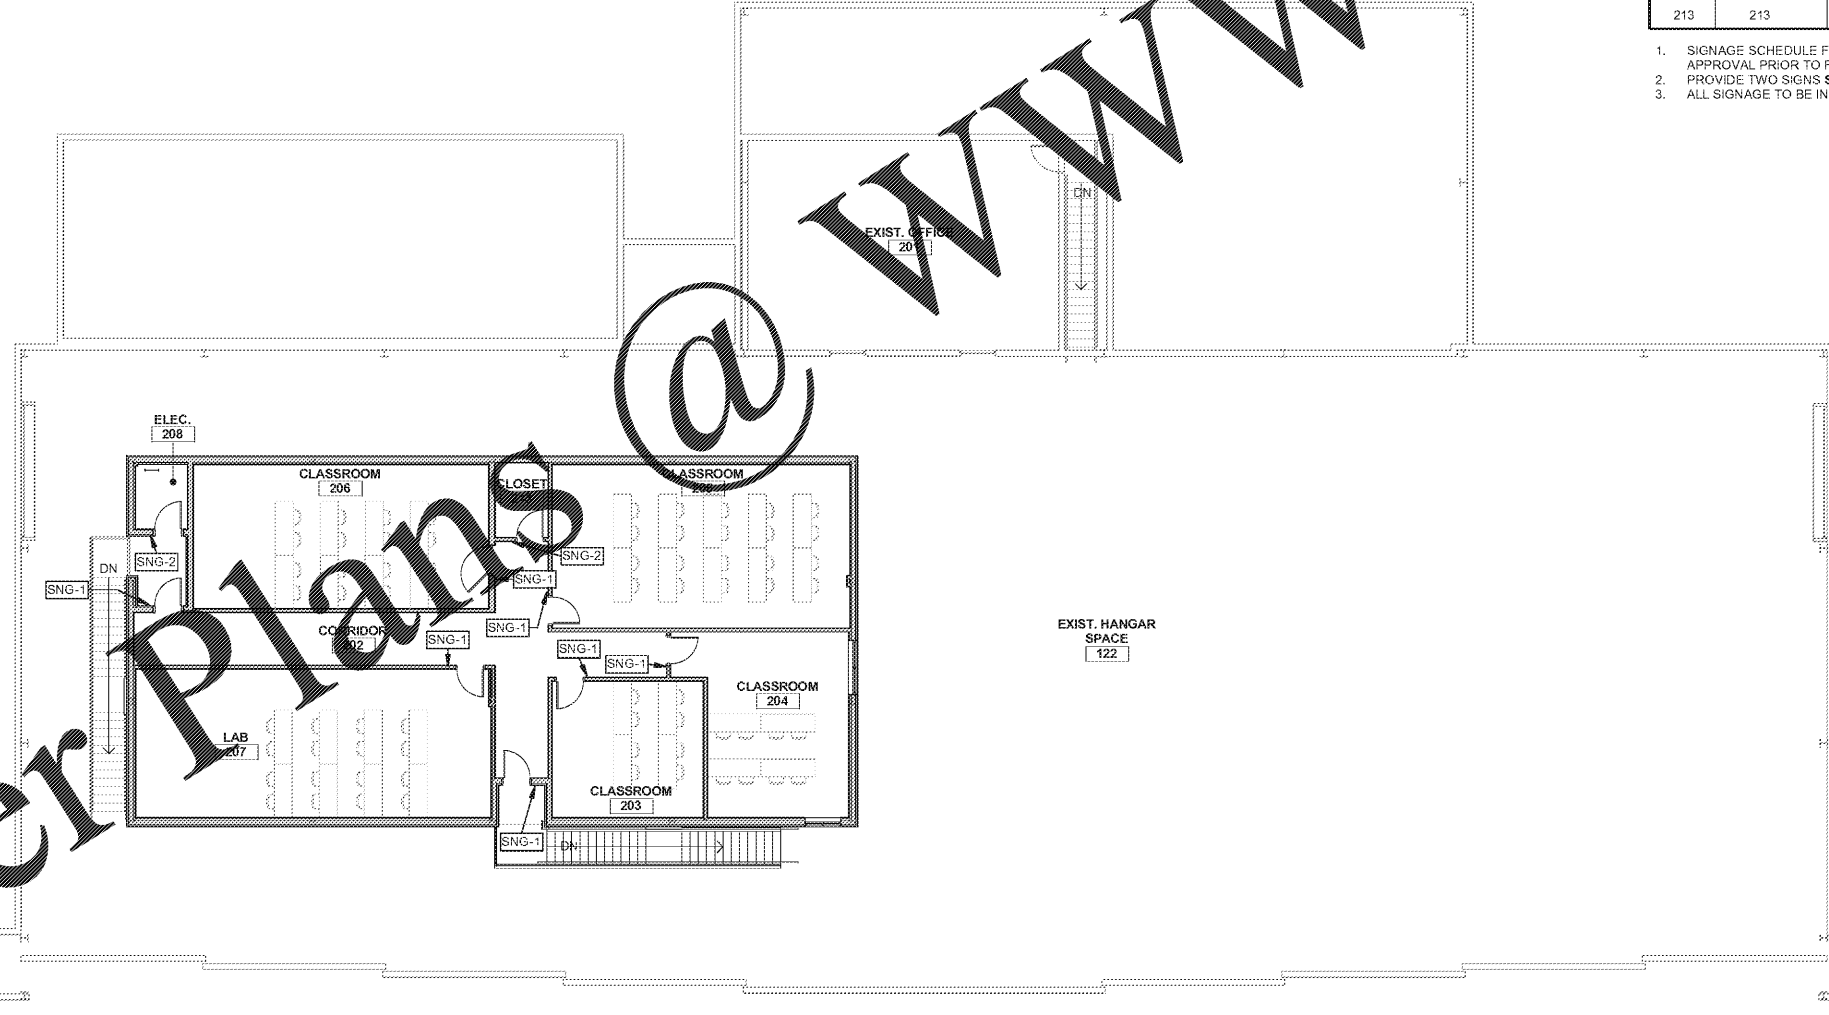 213 213
1. SIGNAGE SCHEDULE F
APPROVAL PRIOR TO F
2. PROVIDE TWO SIGNS S
3. ALL SIGNAGE TO BE IN
DN
EXIST. OFFICE
ELEC.
208
CLASSROOM
206
CLOSET
CLASSROOM
SNG-2
DN
SNG-2
SNG-1
SNG-1
SNG-1
CORRIDOR
202
SNG-1
SNG-1
SNG-1
EXIST. HANGAR
SPACE
122
CLASSROOM
204
LAB
207
CLASSROOM
203
SNG-1
DN
er Plans @ www